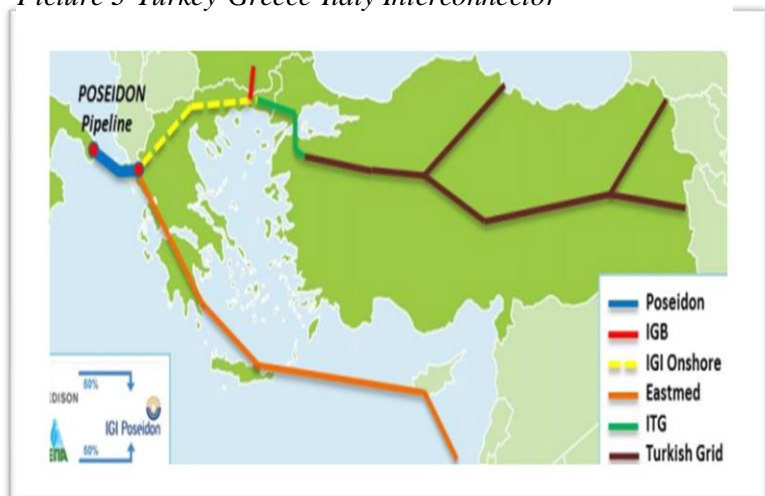 Picture 3 Turkey-Greece-Italy Interconnector
POSEIDON
Pipeline
Poseidon
IGB
IGI Onshore
Eastmed
ITG
Turkish Grid
50%
EDISON
IGI Poseidon
50%